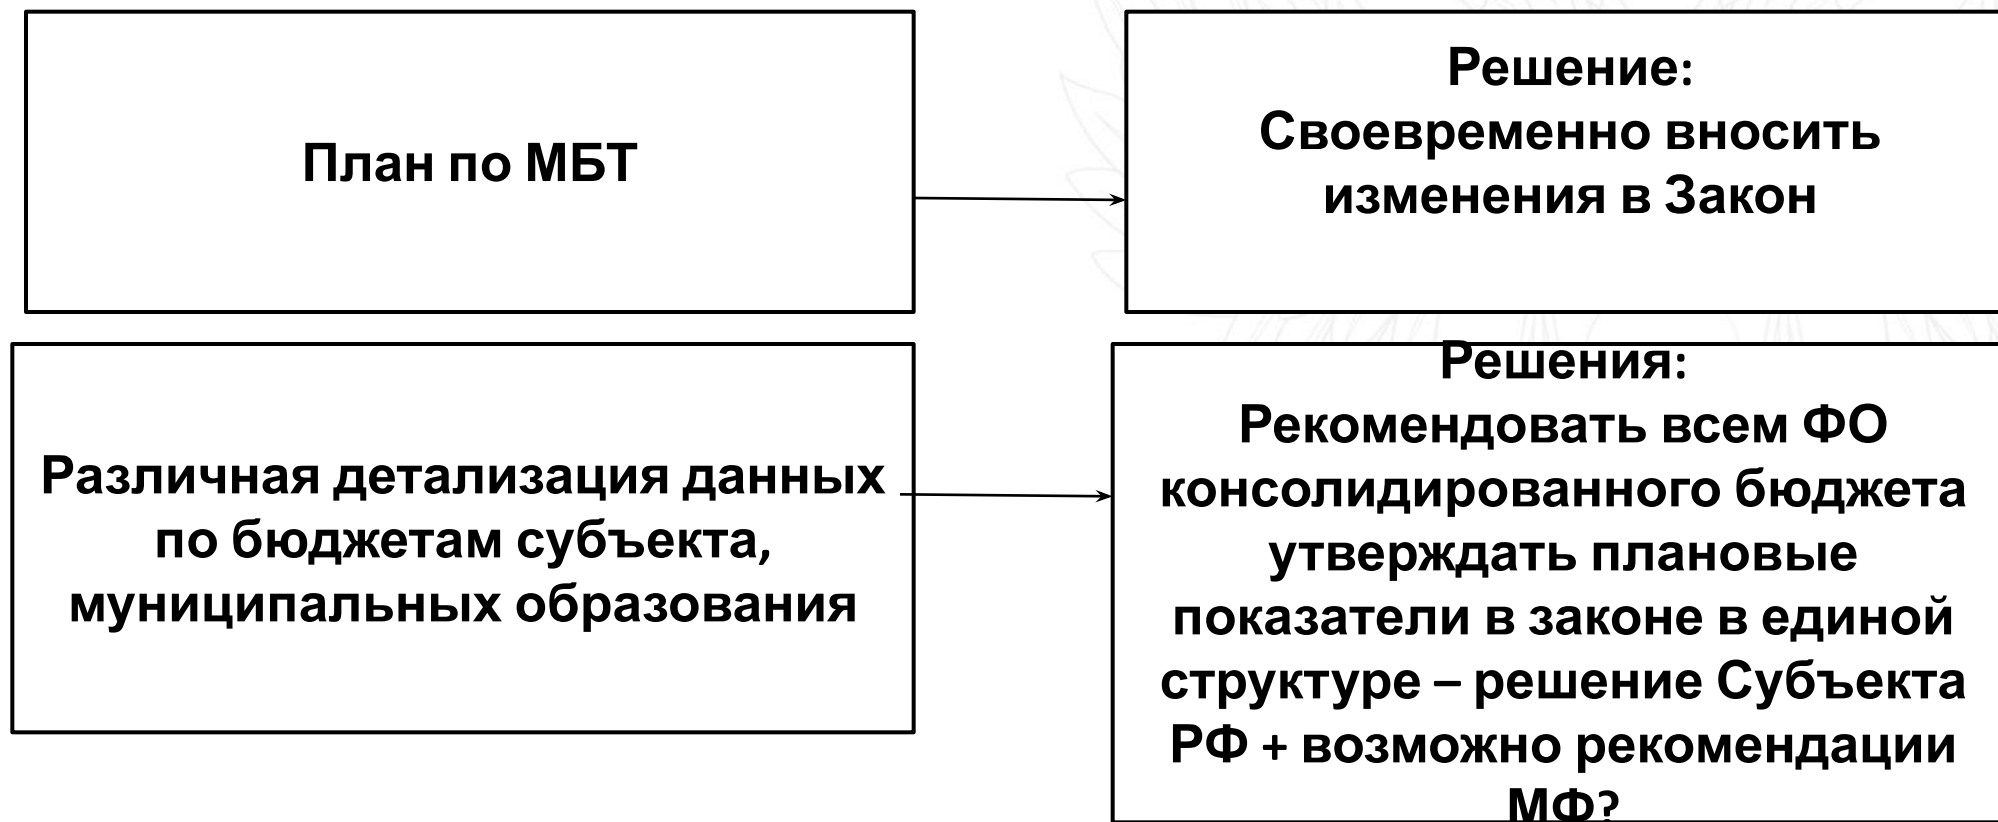 План по МБТ
Решение:
Своевременно вносить
изменения в Закон
Различная детализация данных
по бюджетам субъекта,
муниципальных образования
Решения:
Рекомендовать всем ФО
консолидированного бюджета
утверждать плановые
показатели в законе в единой
структуре – решение Субъекта
РФ + возможно рекомендации
МФ?